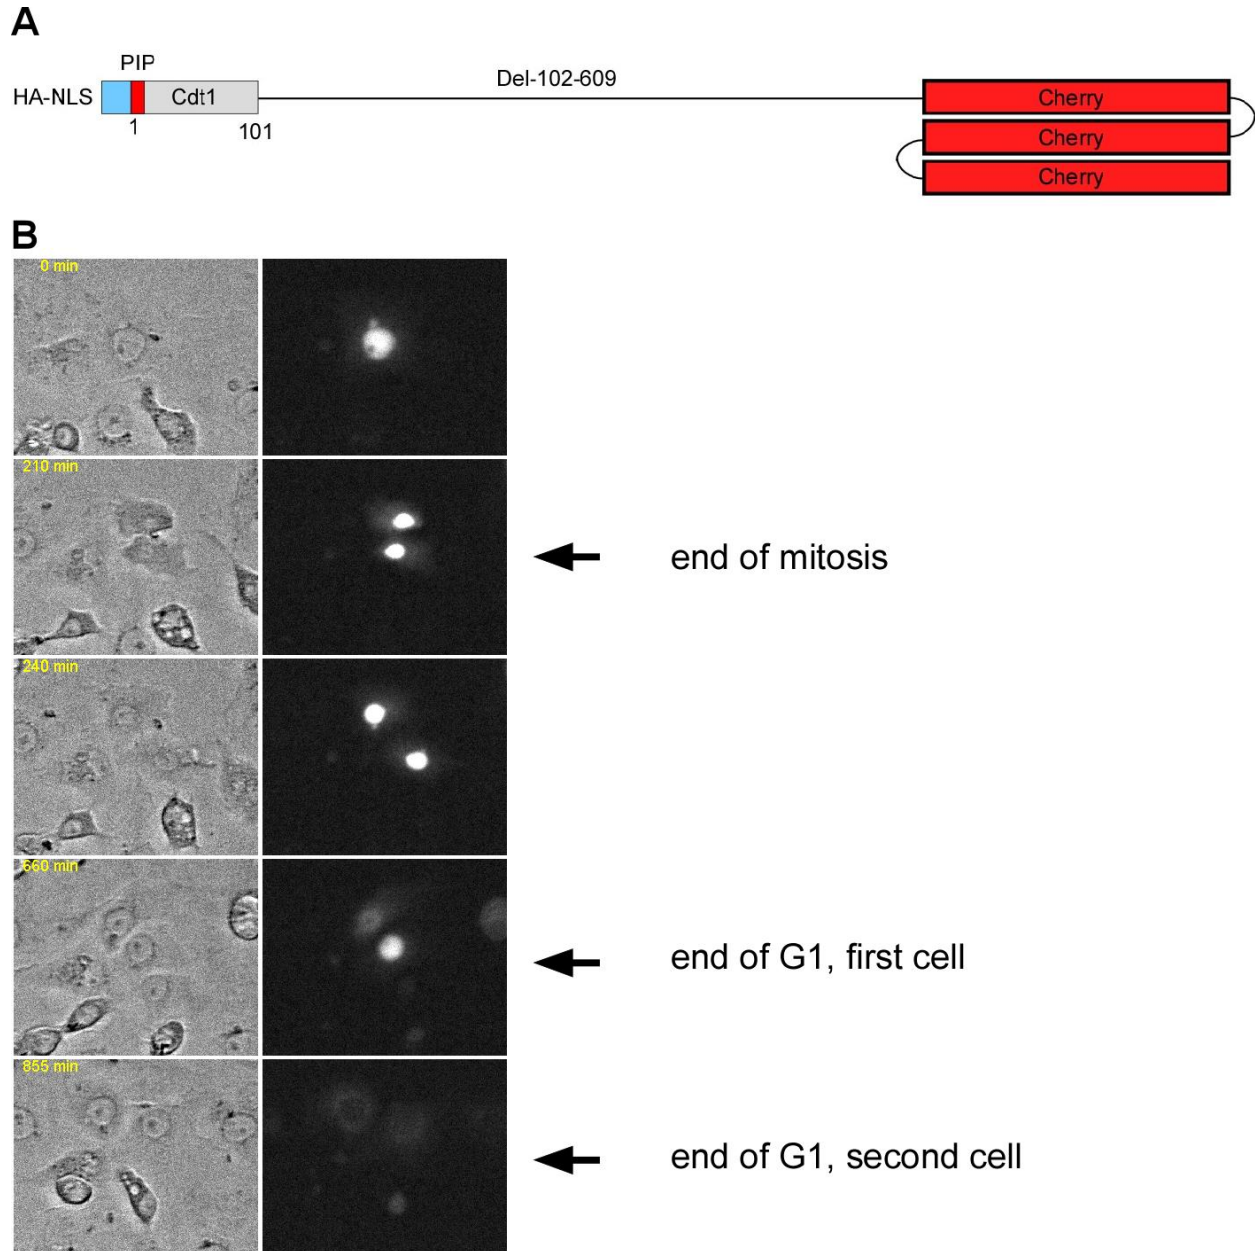 A
PIP
Del-102-609
HA-NLS
Cdt1
Cherry
1
101
Cherry
Cherry
B
0 min
210 min
end of mitosis
240 min
660 min
end of G1, first cell
855 min
end of G1, second cell